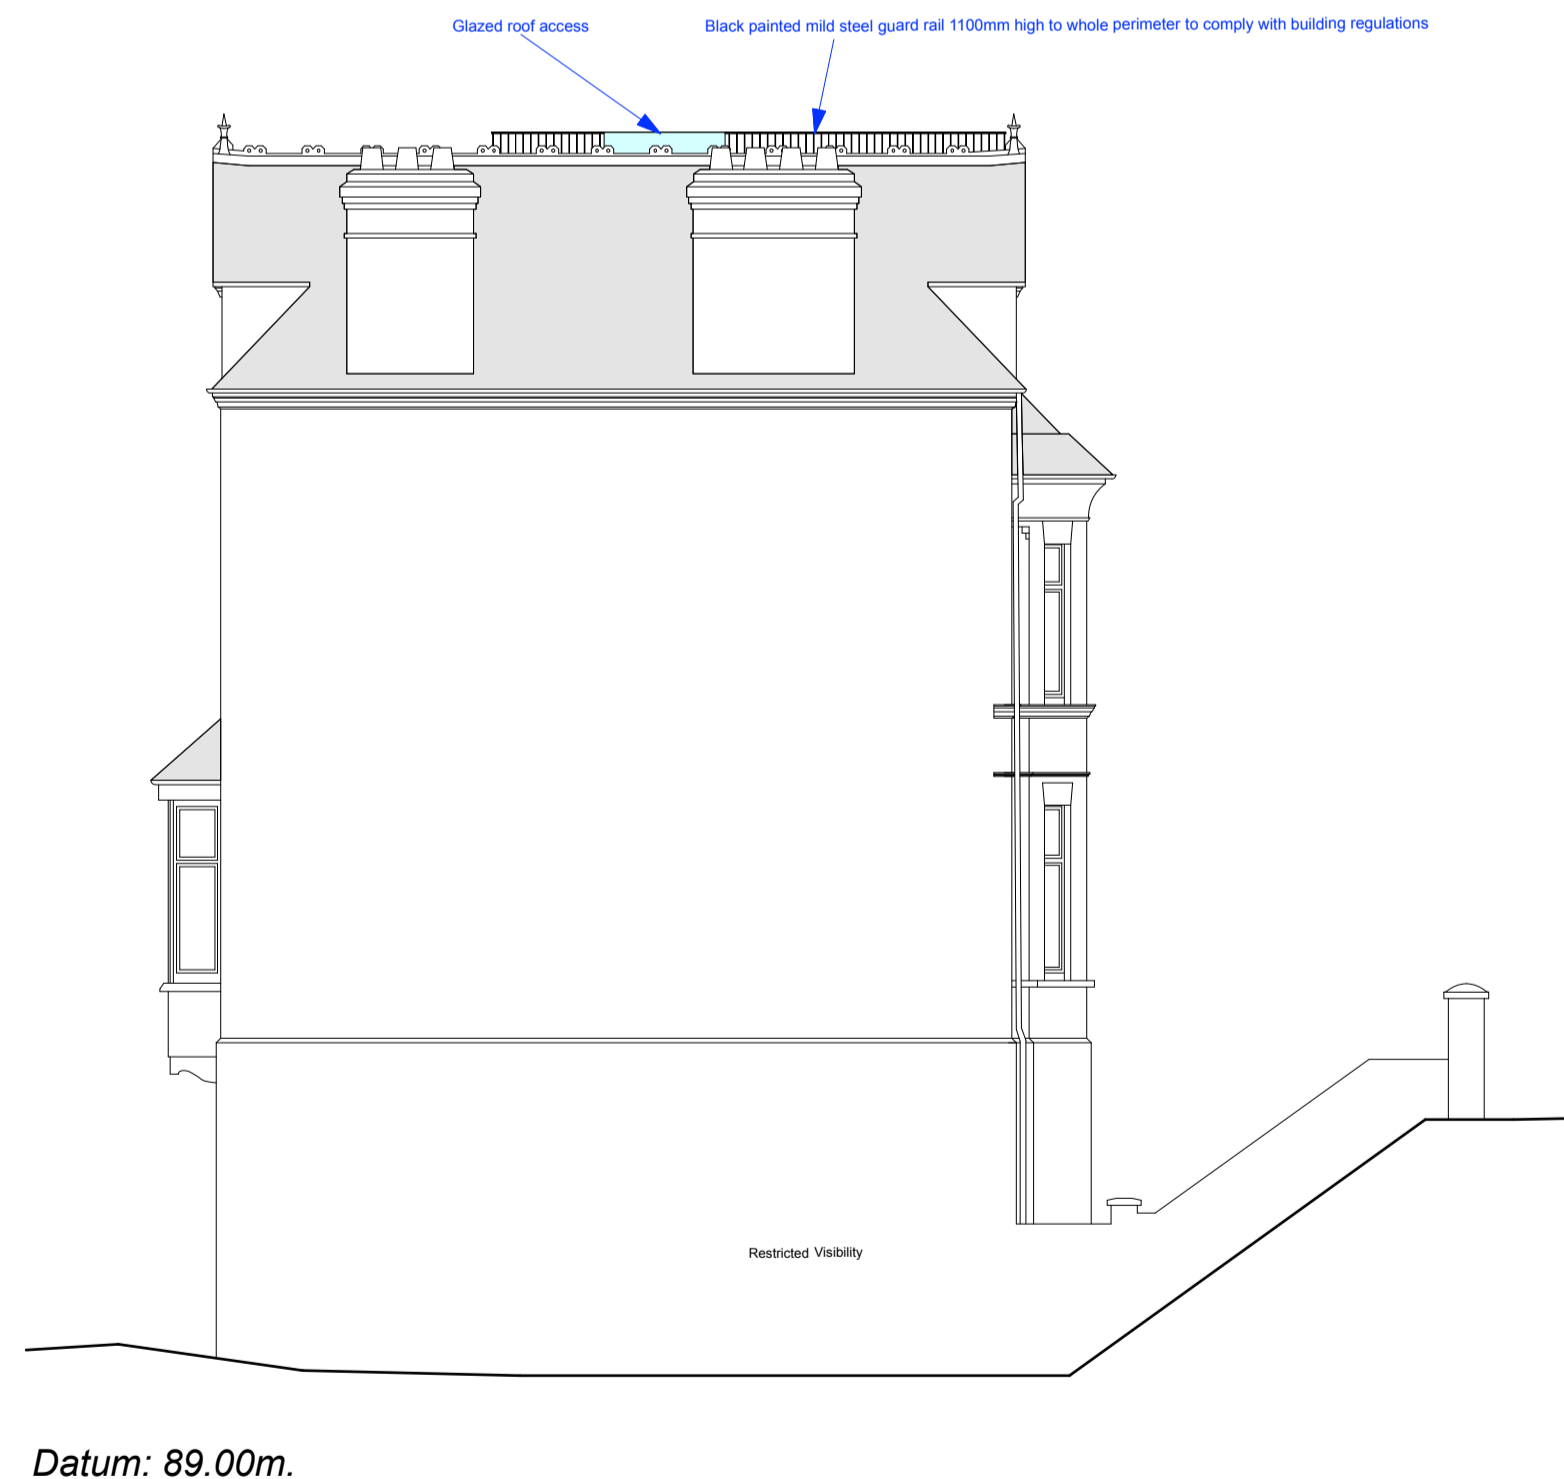 Glazed roof access
Black painted mild steel guard rail 1100mm high to whole perimeter to comply with building regulations
Restricted Visibility
Datum: 89.00m.